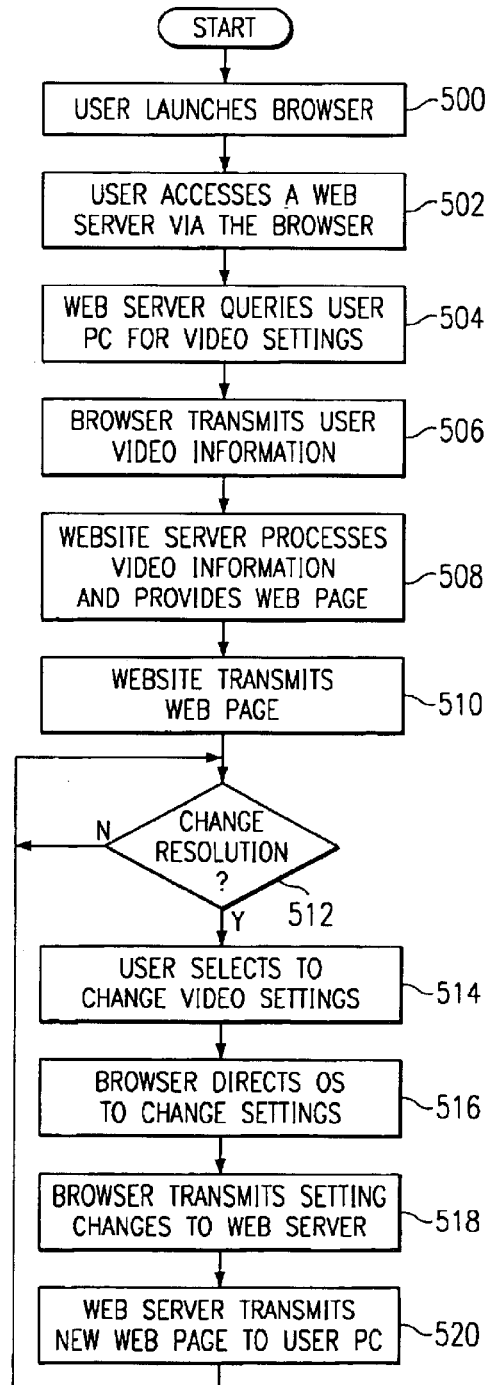 START
USER LAUNCHES BROWSER
500
USER ACCESSES A WEB
SERVER VIA THE BROWSER
502
WEB SERVER QUERIES USER
PC FOR VIDEO SETTINGS
504
BROWSER TRANSMITS USER
VIDEO INFORMATION
506
WEBSITE SERVER PROCESSES
VIDEO INFORMATION
AND PROVIDES WEB PAGE
508
WEBSITE TRANSMITS
WEB PAGE
510
N
CHANGE
RESOLUTION
?
512
Y
USER SELECTS TO
CHANGE VIDEO SETTINGS
514
BROWSER DIRECTS OS
TO CHANGE SETTINGS
516
BROWSER TRANSMITS SETTING
CHANGES TO WEB SERVER
518
WEB SERVER TRANSMITS
NEW WEB PAGE TO USER PC
520